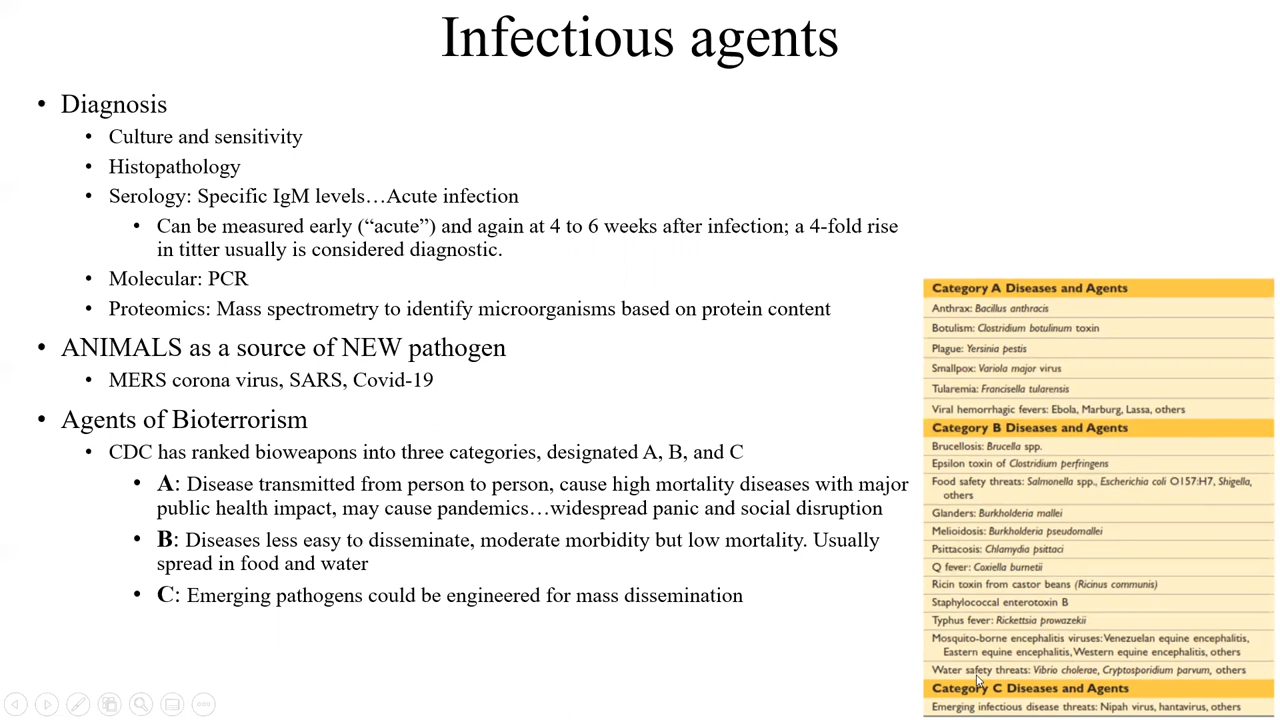 Infectious agents
• Diagnosis
• Culture and sensitivity
• Histopathology
• Serology: Specific IgM levels…Acute infection
• Can be measured early (“acute”) and again at 4 to 6 weeks after infection; a 4-fold rise
in titter usually is considered diagnostic.
• Molecular: PCR
• Proteomics: Mass spectrometry to identify microorganisms based on protein content
• ANIMALS as a source of NEW pathogen
• MERS corona virus, SARS, Covid-19
• Agents of Bioterrorism
• CDC has ranked bioweapons into three categories, designated A, B, and C
• A: Disease transmitted from person to person, cause high mortality diseases with major
public health impact, may cause pandemics…widespread panic and social disruption
• B: Diseases less easy to disseminate, moderate morbidity but low mortality. Usually
spread in food and water
• C: Emerging pathogens could be engineered for mass dissemination
Category A Diseases and Agents
Anthrax: Bacillus anthracis
Botulism: Clostridium botulinum toxin
Plague: Yersinia pestis
Smallpox: Variola major virus
Tularemia: Francisella tularensis
Viral hemorrhagic fevers: Ebola, Marburg, Lassa, others
Category B Diseases and Agents
Brucellosis: Brucella spp.
Epsilon toxin of Clostridium perfringens
Food safety threats: Salmonella spp., Escherichia coli O157:H7, Shigella,
others
Glanders: Burkholderia mallei
Melioidosis: Burkholderia pseudomallei
Psittacosis: Chlamydia psittaci
Q fever: Coxiella burnetii
Ricin toxin from castor beans (Ricinus communis)
Staphylococcal enterotoxin B
Typhus fever: Rickettsia prowazekii
Mosquito-borne encephalitis viruses: Venezuelan equine encephalitis,
Eastern equine encephalitis, Western equine encephalitis, others
Water safety threats: Vibrio cholerae, Cryptosporidium parvum, others
Category C Diseases and Agents
Emerging infectious disease threats: Nipah virus, hantavirus, others